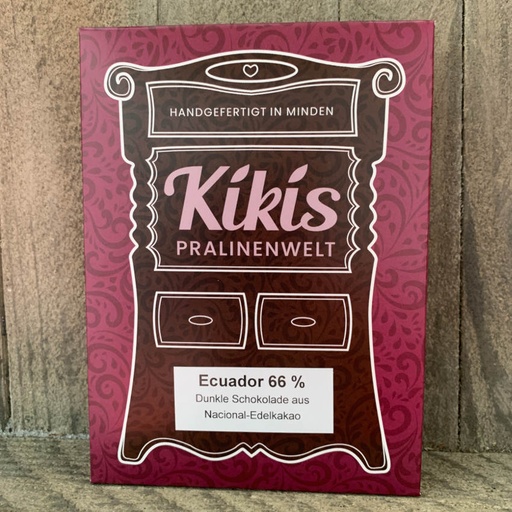 HANDGEFERTIGT IN MINDEN
Kikis
PRALINENWELT
Ecuador 66 %
Dunkle Schokolade aus
Nacional-Edelkakao